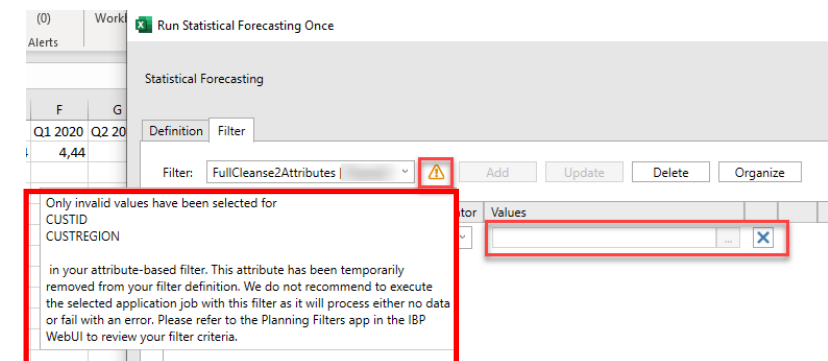 (0)
Workl
Alerts
Run Statistical Forecasting Once
Statistical Forecasting
F
G
Q1 2020
Q2 20
4,44
Definition
Filter
Filter:
FullCleanse2Attributes |
Add
Update
Delete
Organize
tor
Values
...
Only invalid values have been selected for
CUSTID
CUSTREGION
in your attribute-based filter. This attribute has been temporarily
removed from your filter definition. We do not recommend to execute
the selected application job with this filter as it will process either no data
or fail with an error. Please refer to the Planning Filters app in the IBP
WebUI to review your filter criteria.